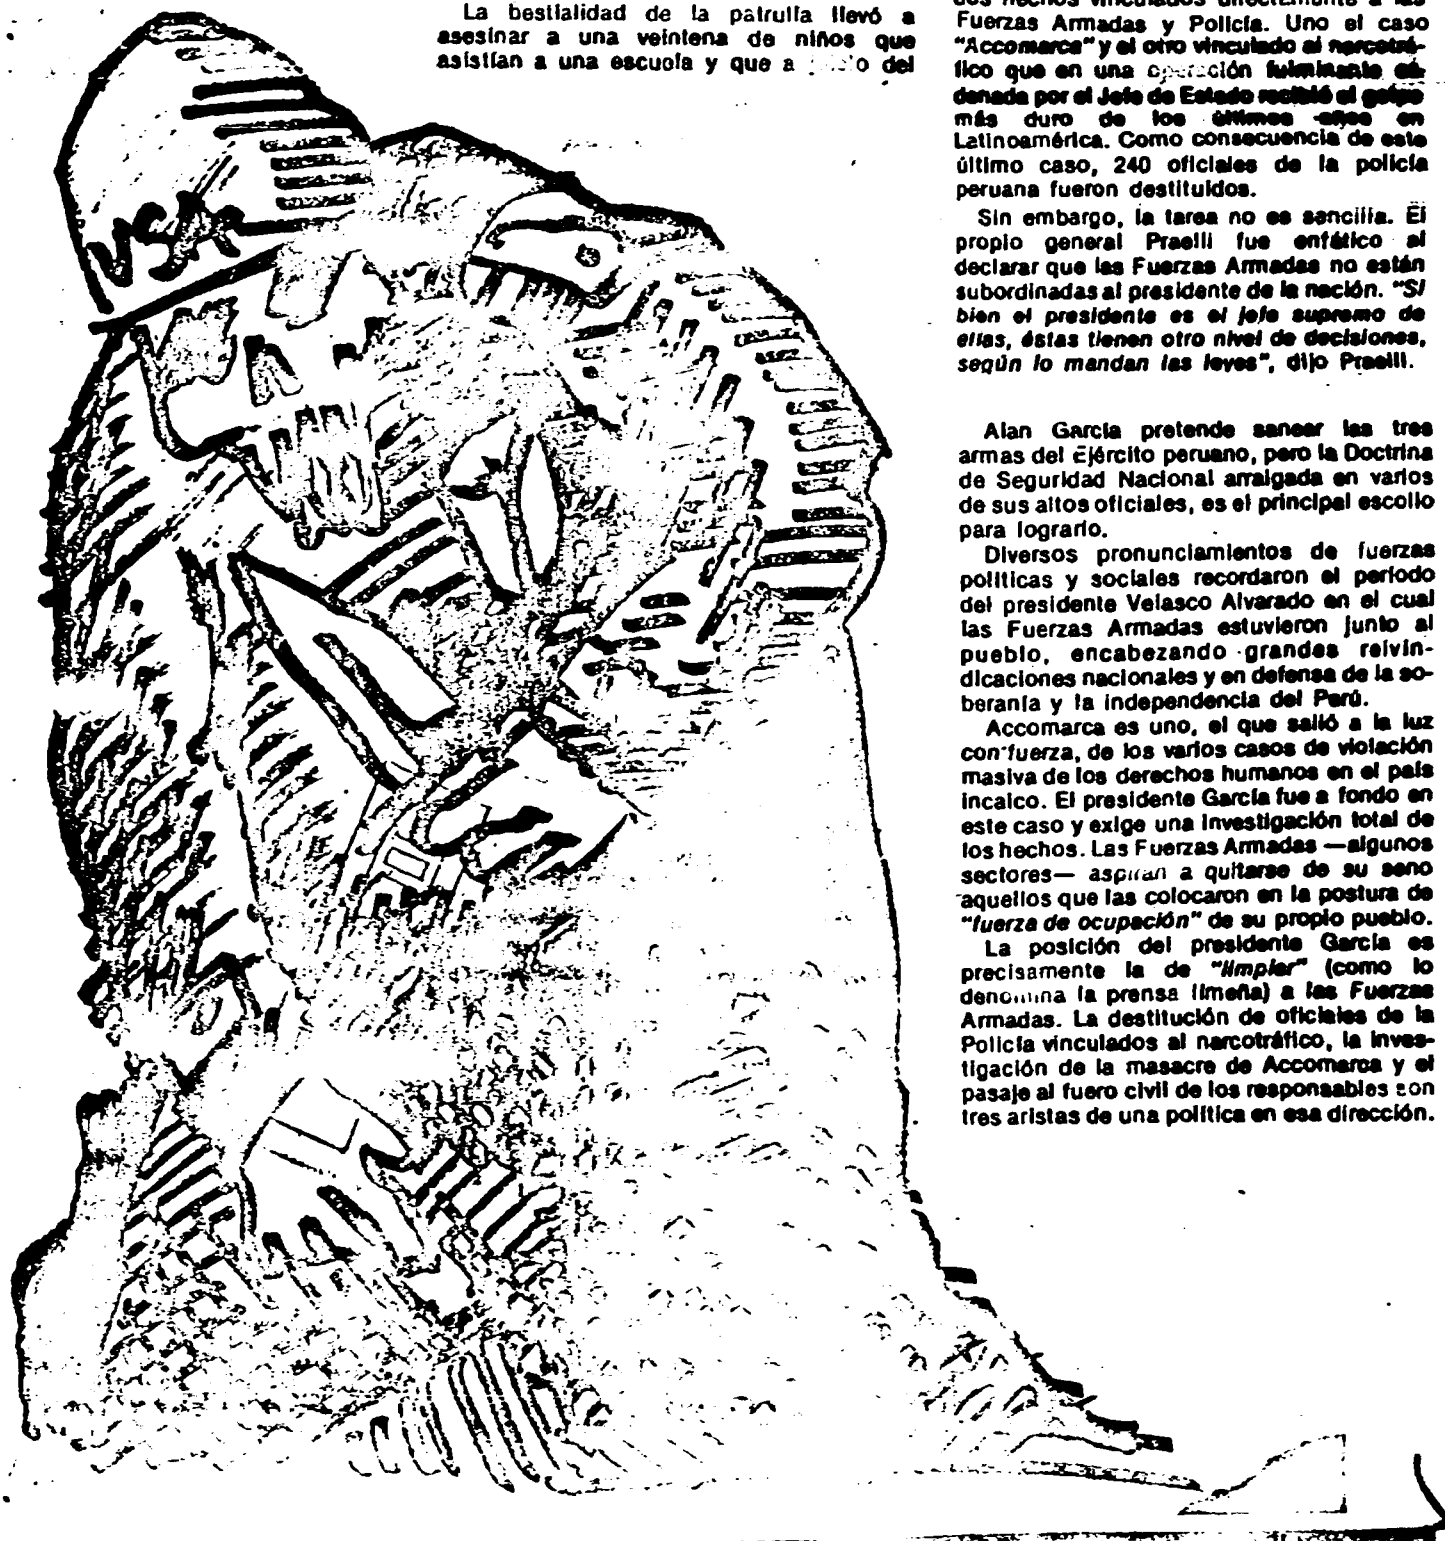 La bestialidad de la patrulla llevó a
asesinar a una veintena de niños que
asistían a una escuela y que a del
Fuerzas Armadas y Policía. Uno el caso
"Accomarca" y el otro vinculado al narcotrá-
fico que en una operación fulminante or-
denada por el Jefe de Estado recibió el golpe
más duro de los últimos años en
Latinoamérica. Como consecuencia de este
último caso, 240 oficiales de la policía
peruana fueron destituidos.
Sin embargo, la tarea no es sencilla. El
propio general Praelli fue enfático al
declarar que las Fuerzas Armadas no están
subordinadas al presidente de la nación. "Si
bien el presidente es el jefe supremo de
ellas, éstas tienen otro nivel de decisiones,
según lo mandan las leyes", dijo Praelli.
Alan García pretende sanear las tres
armas del Ejército peruano, pero la Doctrina
de Seguridad Nacional arraigada en varios
de sus altos oficiales, es el principal escollo
para lograrlo.
Diversos pronunciamientos de fuerzas
políticas y sociales recordaron el período
del presidente Velasco Alvarado en el cual
las Fuerzas Armadas estuvieron junto al
pueblo, encabezando grandes reivin-
dicaciones nacionales y en defensa de la so-
beranía y la independencia del Perú.
Accomarca es uno, el que salió a la luz
con fuerza, de los varios casos de violación
masiva de los derechos humanos en el país
incaico. El presidente García fue a fondo en
este caso y exige una investigación total de
los hechos. Las Fuerzas Armadas —algunos
sectores— aspiran a quitarse de su seno
aquellos que las colocaron en la postura de
"fuerza de ocupación" de su propio pueblo.
La posición del presidente García es
precisamente la de "limpiar" (como lo
denomina la prensa limeña) a las Fuerzas
Armadas. La destitución de oficiales de la
Policía vinculados al narcotráfico, la inves-
tigación de la masacre de Accomarca y el
pasaje al fuero civil de los responsables son
tres aristas de una política en esa dirección.
USA